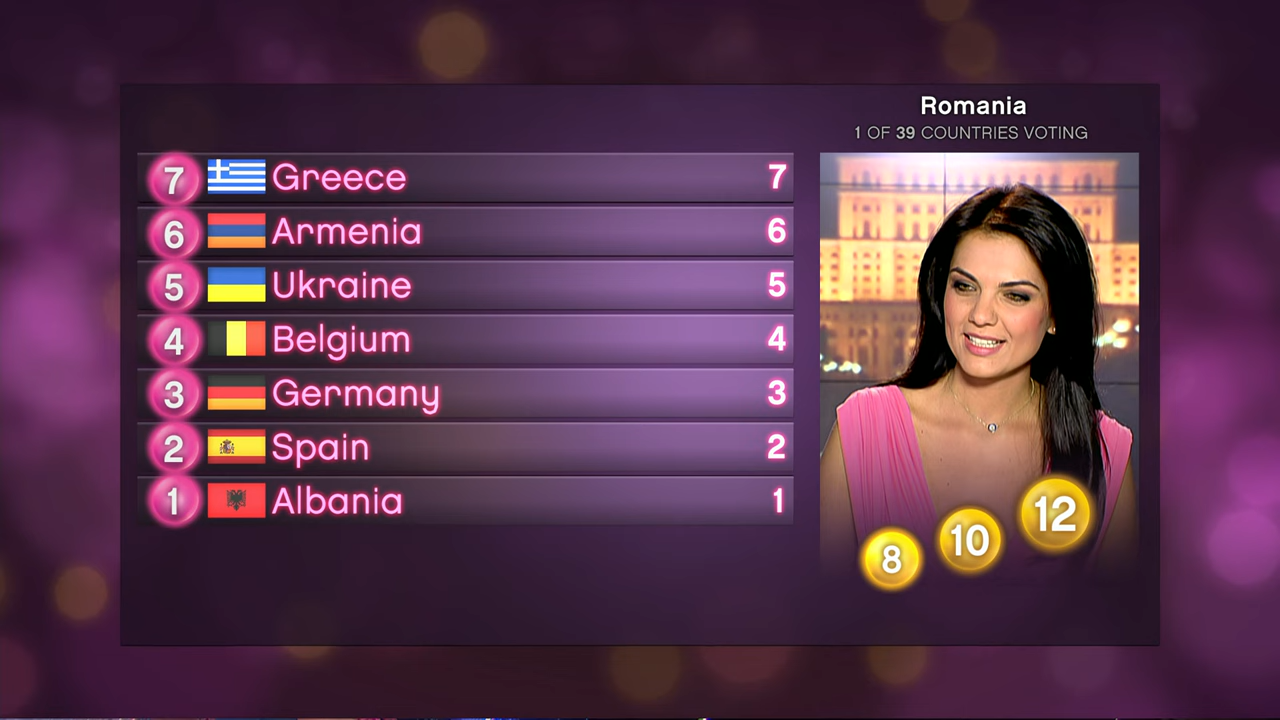 Romania
1 OF 39 COUNTRIES VOTING
7 Greece 7
6 Armenia 6
5 Ukraine 5
4 Belgium 4
3 Germany 3
2 Spain 2
1 Albania 1
8 10 12